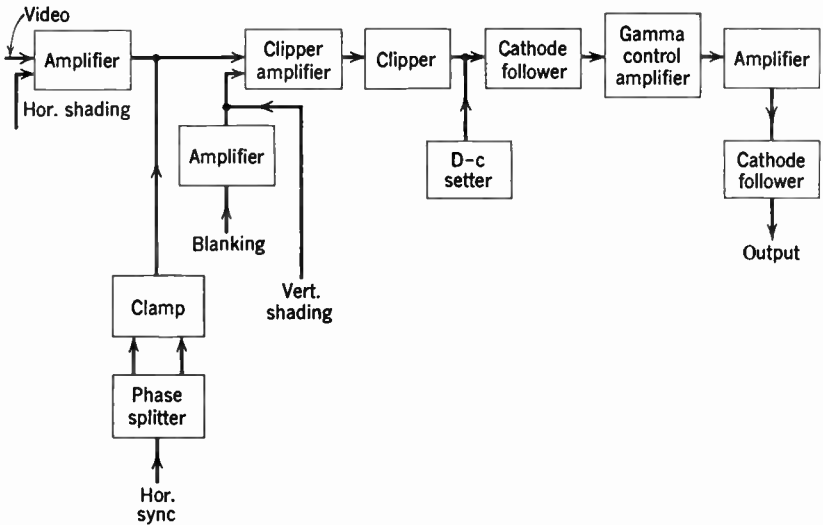 Video
Amplifier
Hor. shading
Clipper
amplifier
Clipper
Cathode
follower
Gamma
control
amplifier
Amplifier
Amplifier
Blanking
Vert.
shading
D-c
setter
Cathode
follower
Output
Clamp
Phase
splitter
Hor.
sync